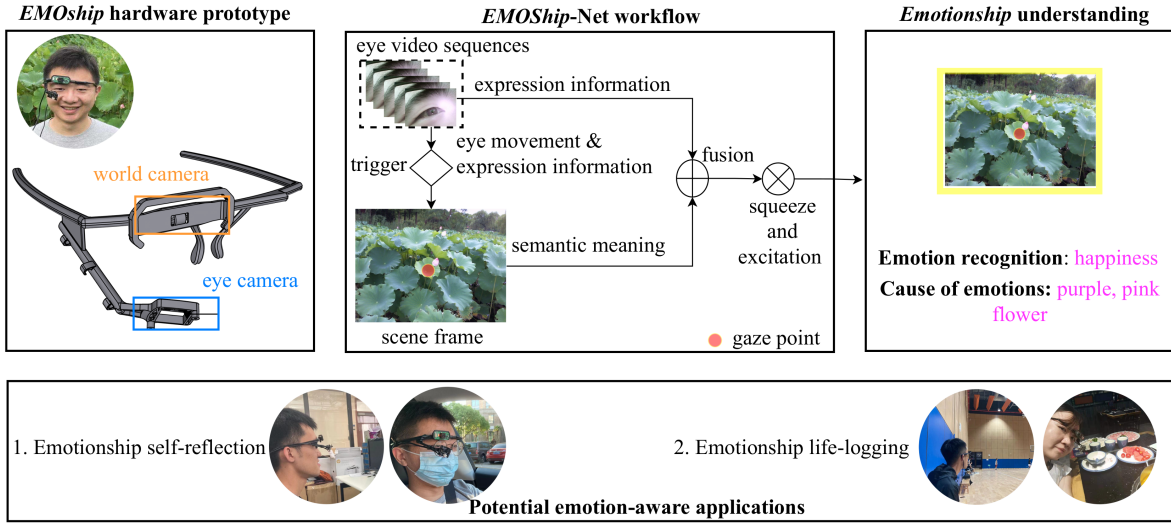 EMOship hardware prototype
world camera
eye camera
EMOShip-Net workflow
eye video sequences
expression information
eye movement &
expression information
trigger
fusion
squeeze
and
excitation
semantic meaning
scene frame
gaze point
Emotionship understanding
Emotion recognition: happiness
Cause of emotions: purple, pink
flower
1. Emotionship self-reflection
2. Emotionship life-logging
Potential emotion-aware applications